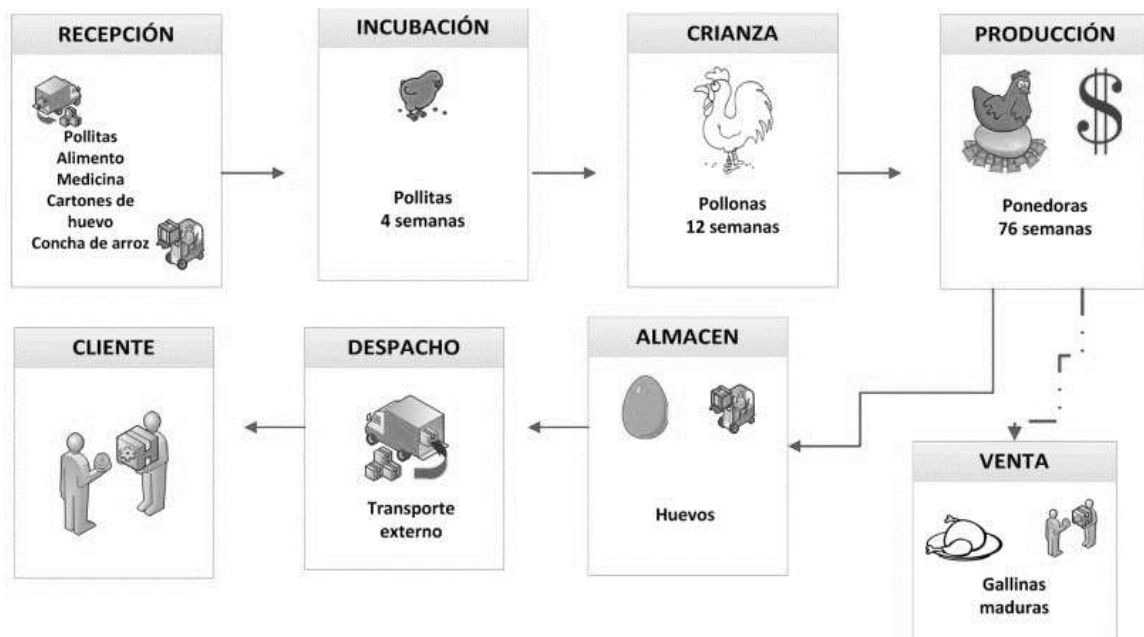 RECEPCIÓN
Pollitas
Alimento
Medicina
Cartones de
huevo
Concha de arroz
INCUBACIÓN
Pollitas
4 semanas
CRIANZA
Pollonas
12 semanas
PRODUCCIÓN
$
Ponedoras
76 semanas
CLIENTE
DESPACHO
Transporte
externo
ALMACEN
Huevos
VENTA
Gallinas
maduras